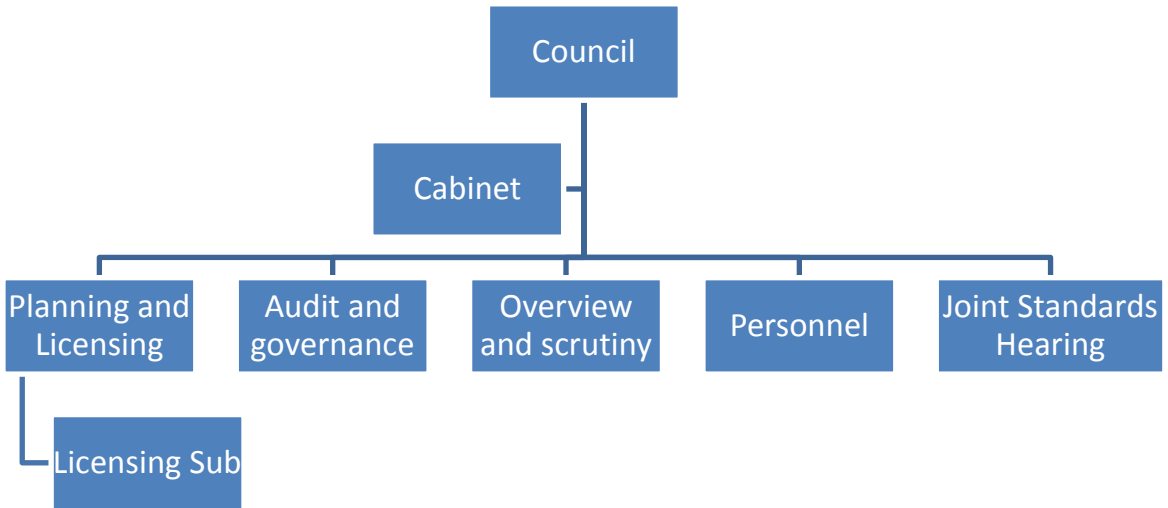 Council
Cabinet
Planning and
Licensing
Audit and
governance
Overview
and scrutiny
Personnel
Joint Standards
Hearing
Licensing Sub